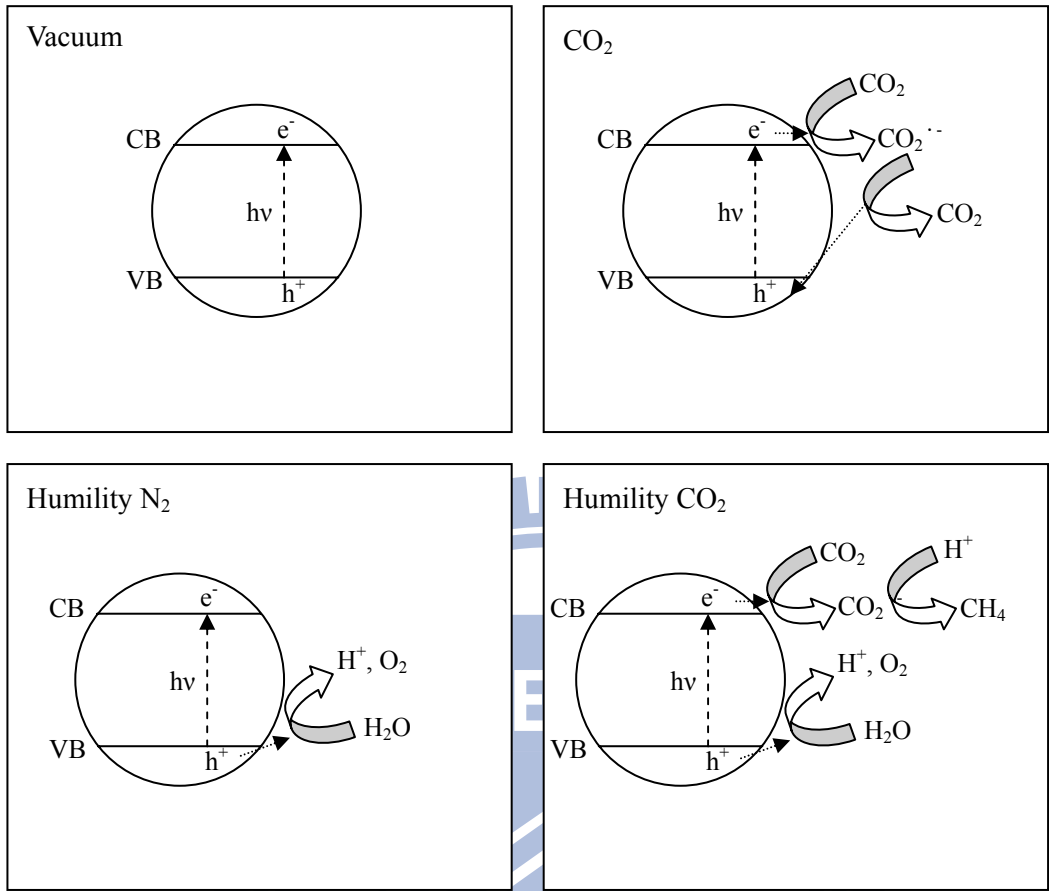 Vacuum
CB
e⁻
hν
VB
h⁺
CO₂
CO₂
CB
e⁻
CO₂˙⁻
hν
CO₂
VB
h⁺
Humility N₂
CB
e⁻
H⁺, O₂
hν
H₂O
VB
h⁺
Humility CO₂
CO₂
H⁺
CB
e⁻
CO₂⁻
CH₄
H⁺, O₂
hν
H₂O
VB
h⁺
E